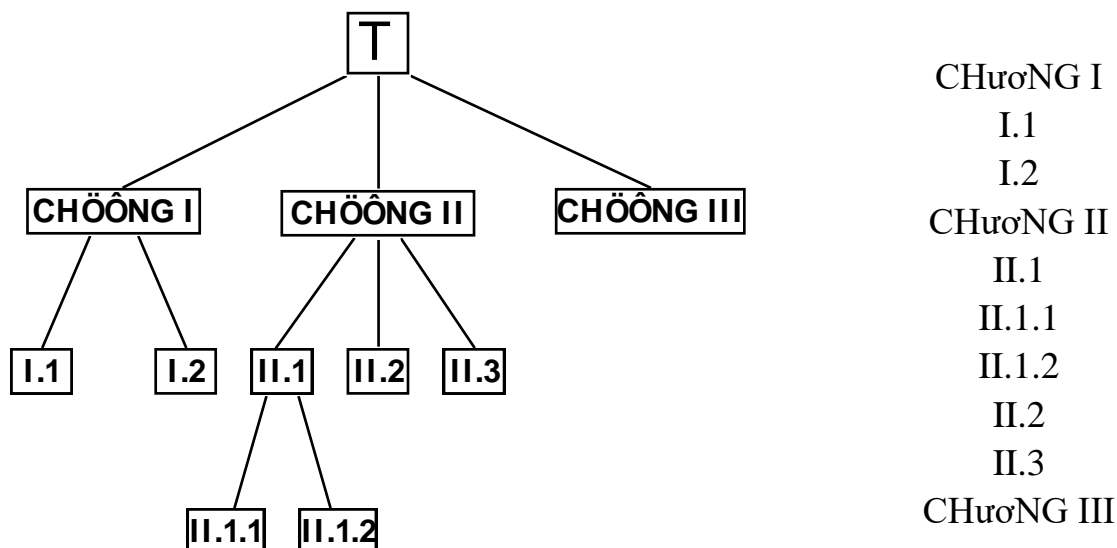 T
CHÖÔNG I
CHÖÔNG II
CHÖÔNG III
I.1
I.2
II.1
II.2
II.3
II.1.1
II.1.2
CHươNG I
I.1
I.2
CHươNG II
II.1
II.1.1
II.1.2
II.2
II.3
CHươNG III